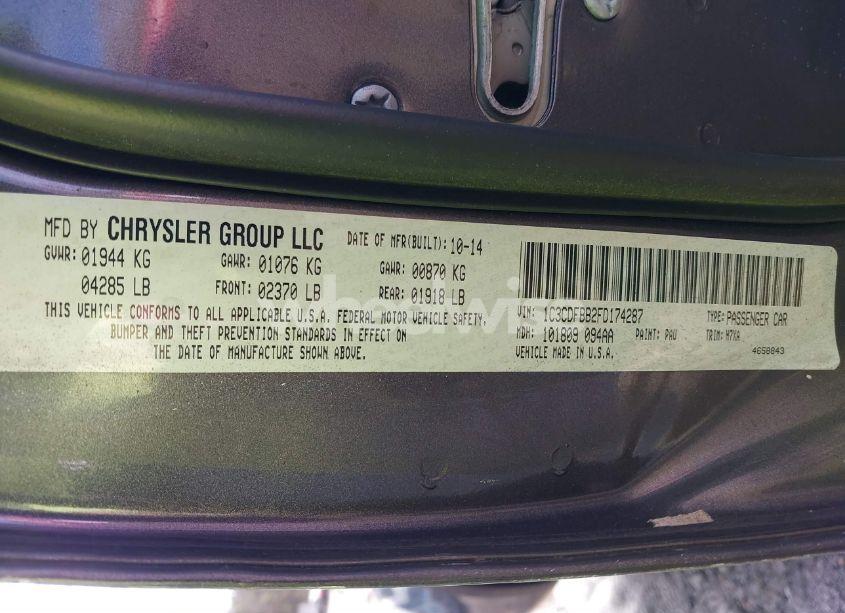 MFD BY CHRYSLER GROUP LLC DATE OF MFR(BUILT): 10-14
GVWR: 01944 KG GAWR: 01076 KG GAWR: 00870 KG
04285 LB FRONT: 02370 LB REAR: 01918 LB
THIS VEHICLE CONFORMS TO ALL APPLICABLE U.S.A. FEDERAL MOTOR VEHICLE SAFETY,
BUMPER AND THEFT PREVENTION STANDARDS IN EFFECT ON
THE DATE OF MANUFACTURE SHOWN ABOVE.
VIN: 1C3CDFBB2FD174287 TYPE: PASSENGER CAR
MDH: 101809 094AA PAINT: PAU TRIM: H7XA
VEHICLE MADE IN U.S.A. 4658843